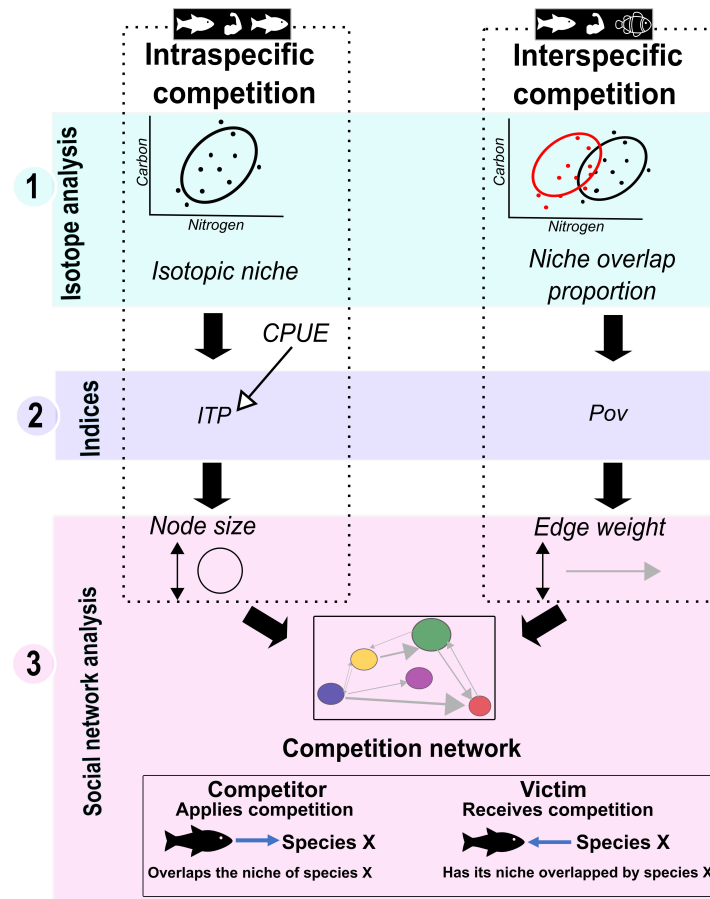 Intraspecific
competition
Interspecific
competition
1
Isotope analysis
Carbon
Nitrogen
Isotopic niche
Carbon
Nitrogen
Niche overlap
proportion
CPUE
2
Indices
ITP
Pov
3
Social network analysis
Node size
Edge weight
Competition network
Competitor
Applies competition
Species X
Overlaps the niche of species X
Victim
Receives competition
Species X
Has its niche overlapped by species X